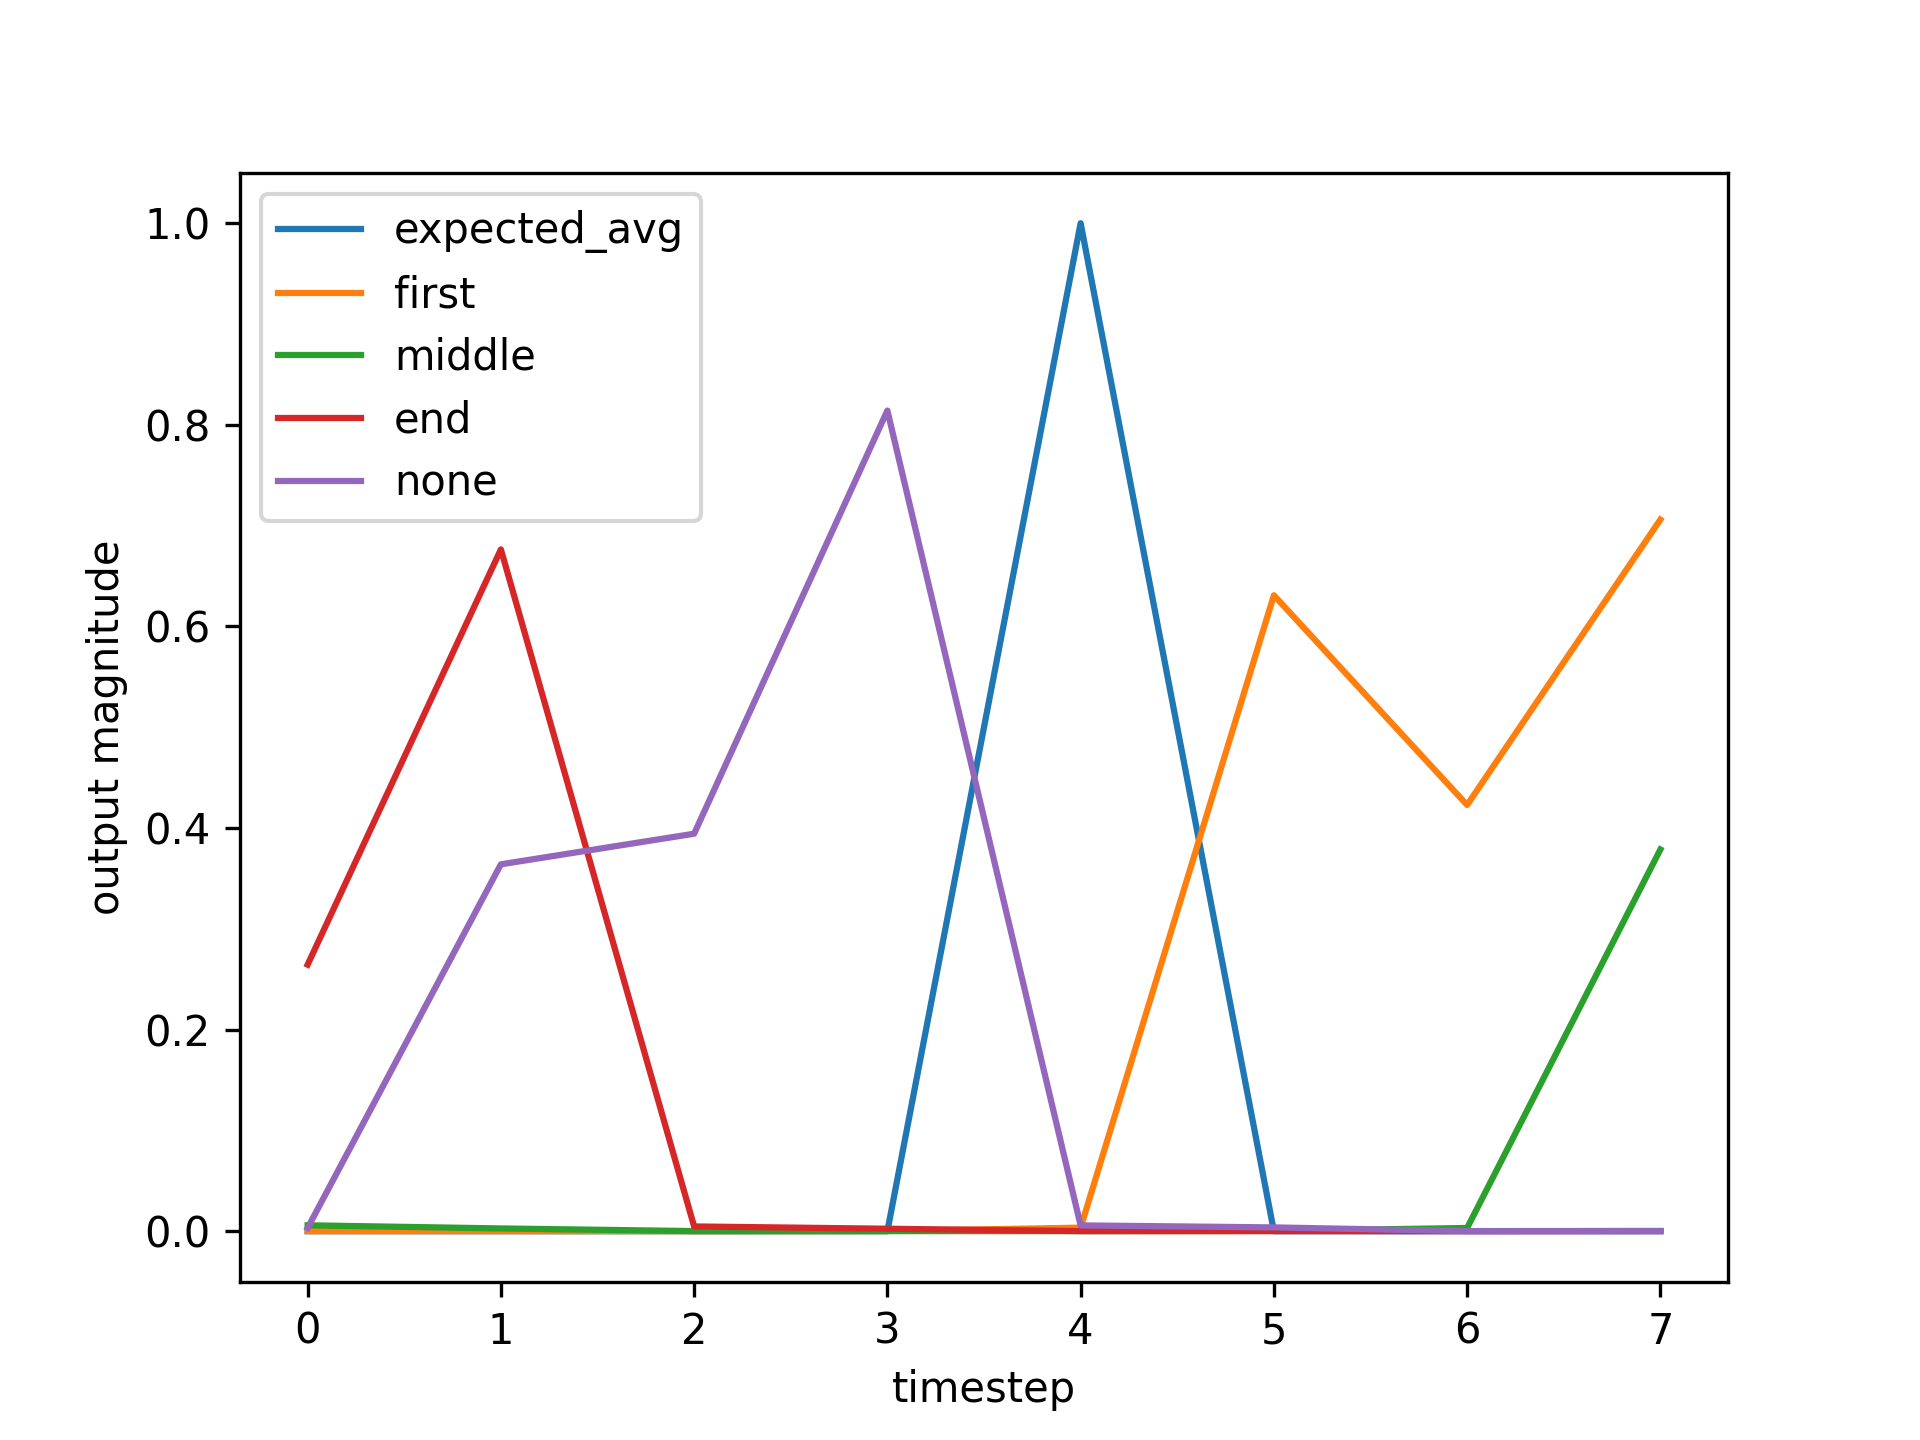 expected_avg
first
middle
end
none
output magnitude
1.0
0.8
0.6
0.4
0.2
0.0
0 1 2 3 4 5 6 7
timestep